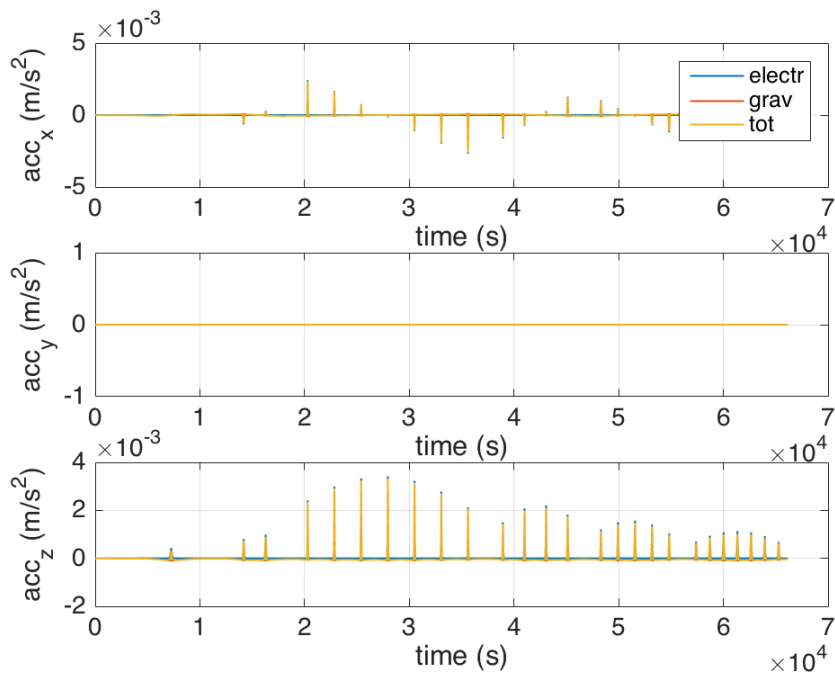 ×10⁻³
5
0
-5
acc_x (m/s²)
electr
grav
tot
0 1 2 3 4 5 6 7
time (s)
×10⁴
1
0
-1
acc_y (m/s²)
0 1 2 3 4 5 6 7
time (s)
×10⁴
×10⁻³
4
2
0
-2
acc_z (m/s²)
0 1 2 3 4 5 6 7
time (s)
×10⁴